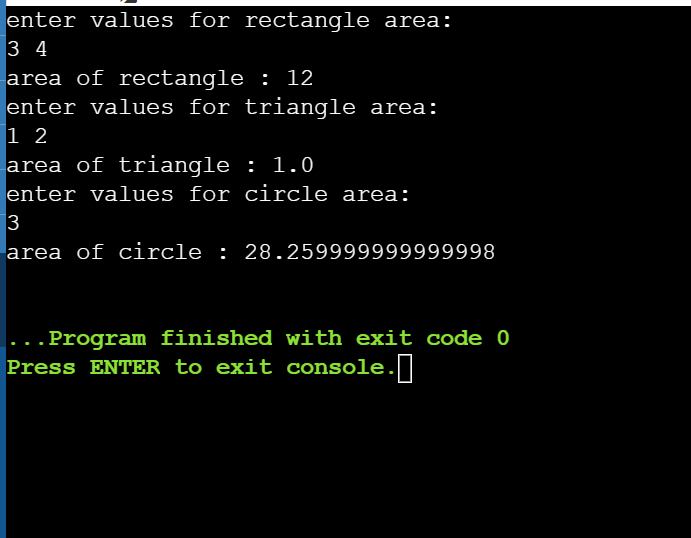 enter values for rectangle area:
3 4
area of rectangle : 12
enter values for triangle area:
1 2
area of triangle : 1.0
enter values for circle area:
3
area of circle : 28.259999999999998
...Program finished with exit code 0
Press ENTER to exit console.